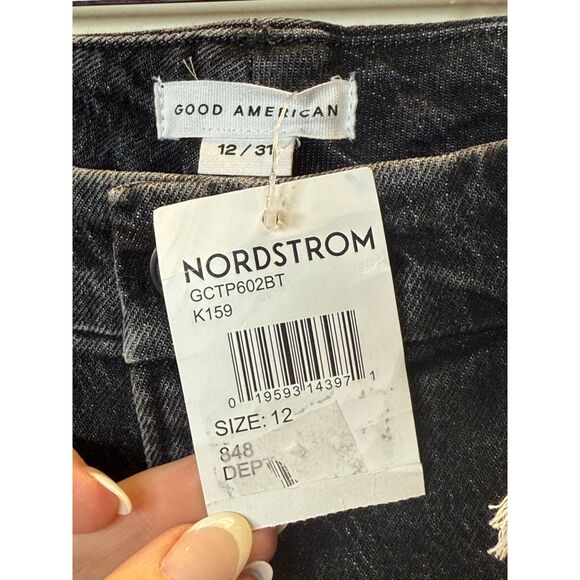 GOOD AMERICAN
12 / 31
NORDSTROM
GCTP602BT
K159
0 19593 14397 1
SIZE: 12
848
DEPT